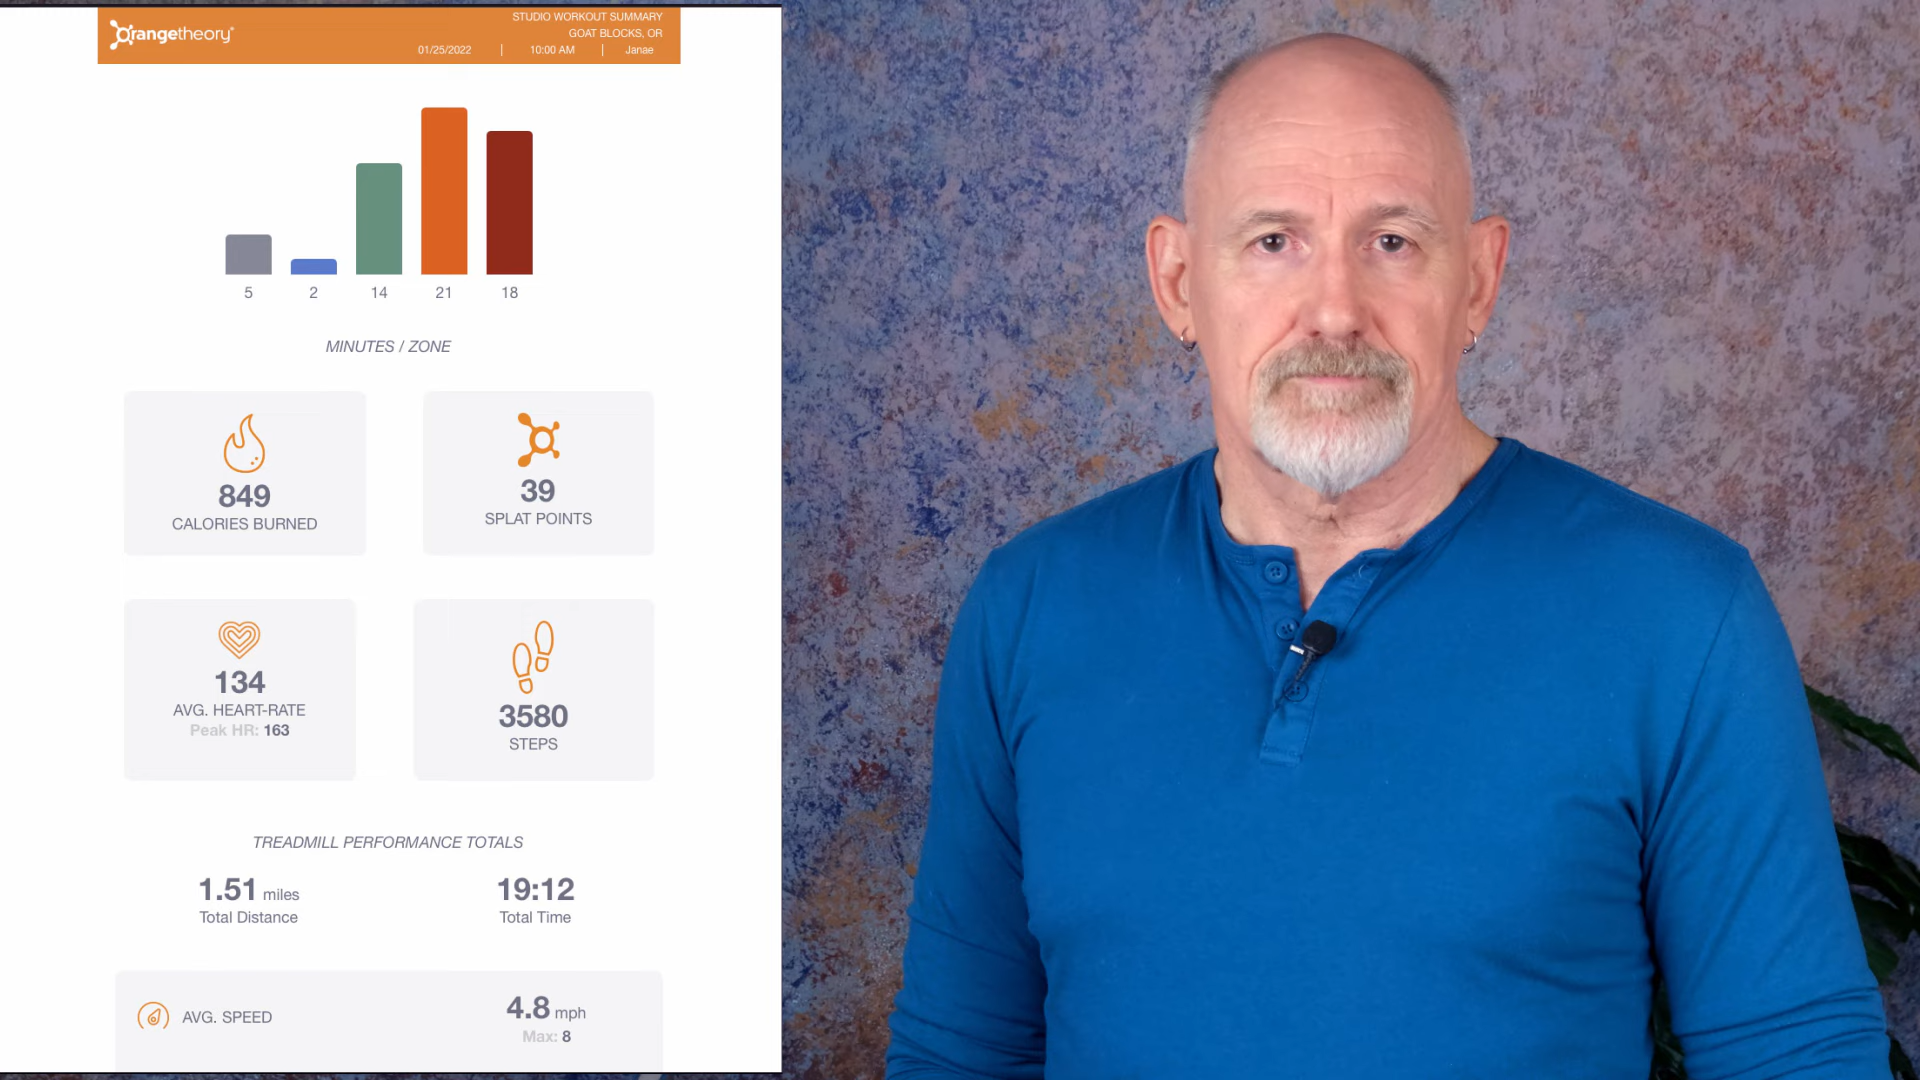 orangetheory®
STUDIO WORKOUT SUMMARY
GOAT BLOCKS, OR
01/25/2022 | 10:00 AM | Janae
5 2 14 21 18
MINUTES / ZONE
849
CALORIES BURNED
39
SPLAT POINTS
134
AVG. HEART-RATE
Peak HR: 163
3580
STEPS
TREADMILL PERFORMANCE TOTALS
1.51 miles
Total Distance
19:12
Total Time
AVG. SPEED
4.8 mph
Max: 8